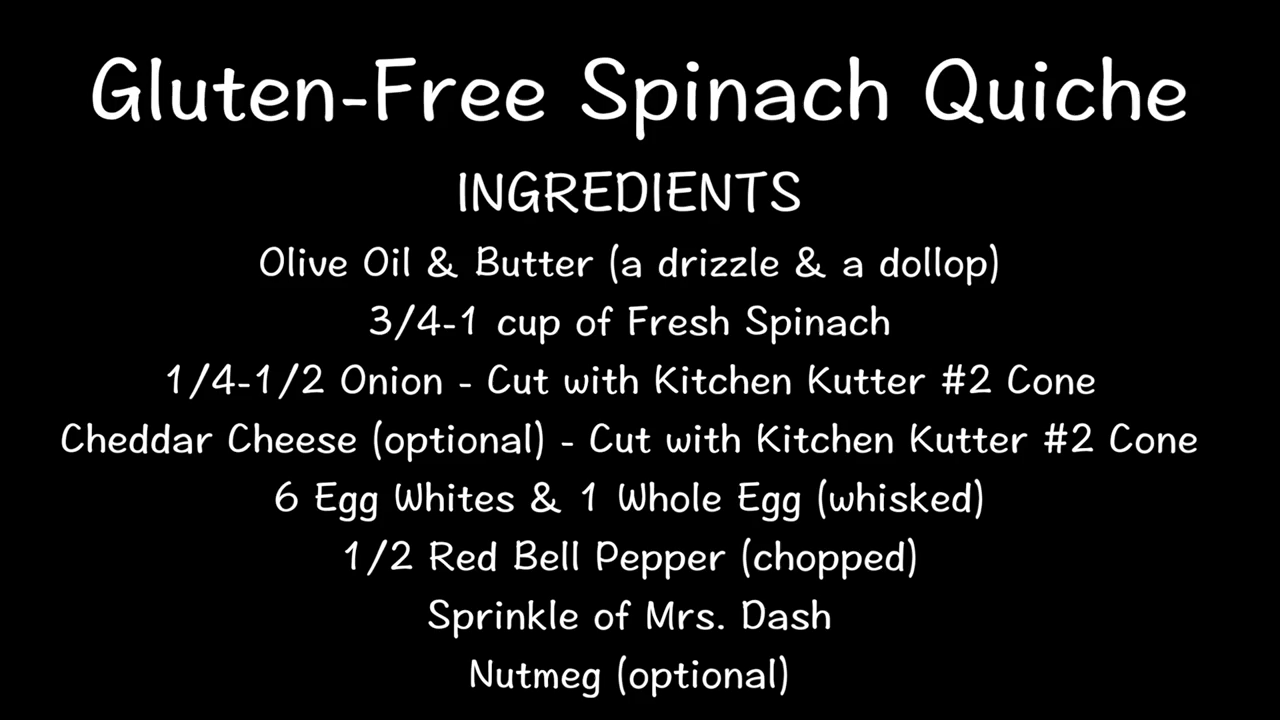 Gluten-Free Spinach Quiche
INGREDIENTS
Olive Oil & Butter (a drizzle & a dollop)
3/4-1 cup of Fresh Spinach
1/4-1/2 Onion - Cut with Kitchen Kutter #2 Cone
Cheddar Cheese (optional) - Cut with Kitchen Kutter #2 Cone
6 Egg Whites & 1 Whole Egg (whisked)
1/2 Red Bell Pepper (chopped)
Sprinkle of Mrs. Dash
Nutmeg (optional)